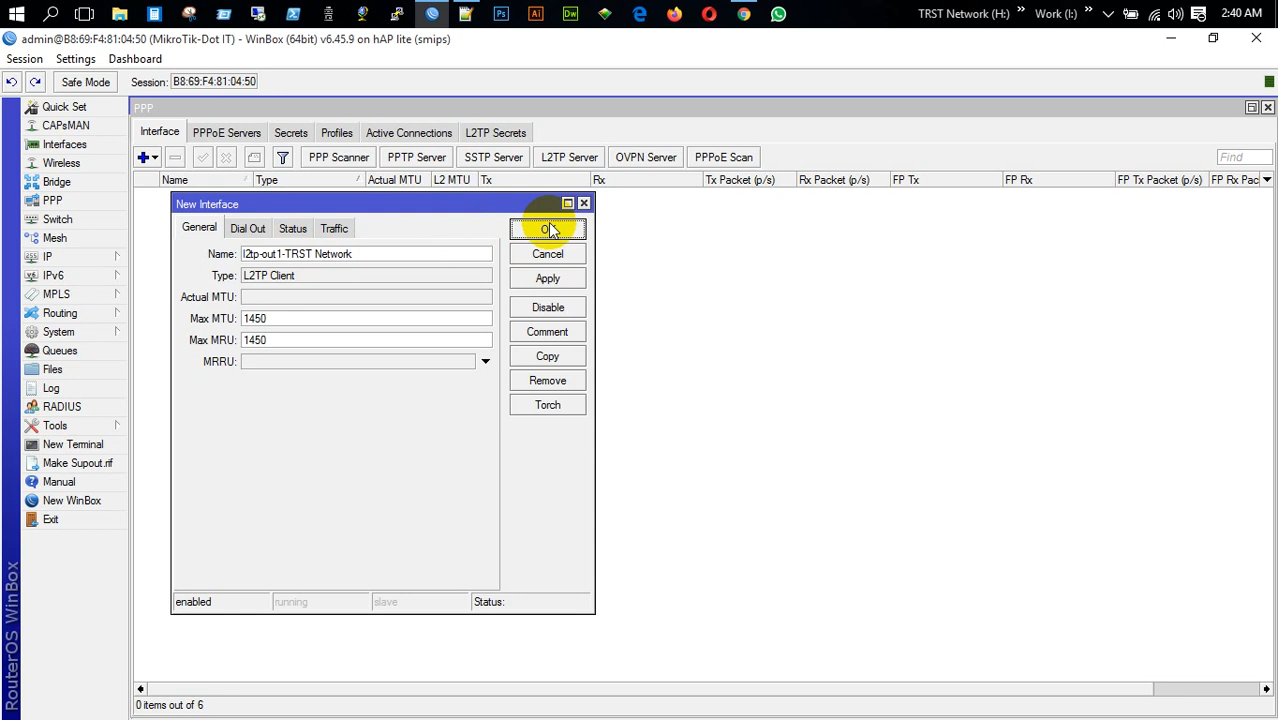 TRST Network (H:) » Work (I:) » 2:40 AM
admin@B8:69:F4:81:04:50 (MikroTik-Dot IT) - WinBox (64bit) v6.45.9 on hAP lite (smips)
Session Settings Dashboard
Safe Mode Session: B8:69:F4:81:04:50
Quick Set
CAPsMAN
Interfaces
Wireless
Bridge
PPP
Switch
Mesh
IP
IPv6
MPLS
Routing
System
Queues
Files
Log
RADIUS
Tools
New Terminal
Make Supout.rif
Manual
New WinBox
Exit
RouterOS WinBox
PPP
Interface PPPoE Servers Secrets Profiles Active Connections L2TP Secrets
PPP Scanner PPTP Server SSTP Server L2TP Server OVPN Server PPPoE Scan Find
Name Type Actual MTU L2 MTU Tx Rx Tx Packet (p/s) Rx Packet (p/s) FP Tx FP Rx FP Tx Packet (p/s) FP Rx Pac
New Interface
General Dial Out Status Traffic
Name: l2tp-out1-TRST Network
Type: L2TP Client
Actual MTU:
Max MTU: 1450
Max MRU: 1450
MRRU:
Cancel
Apply
Disable
Comment
Copy
Remove
Torch
enabled running slave Status:
0 items out of 6
Ps Ai Dw